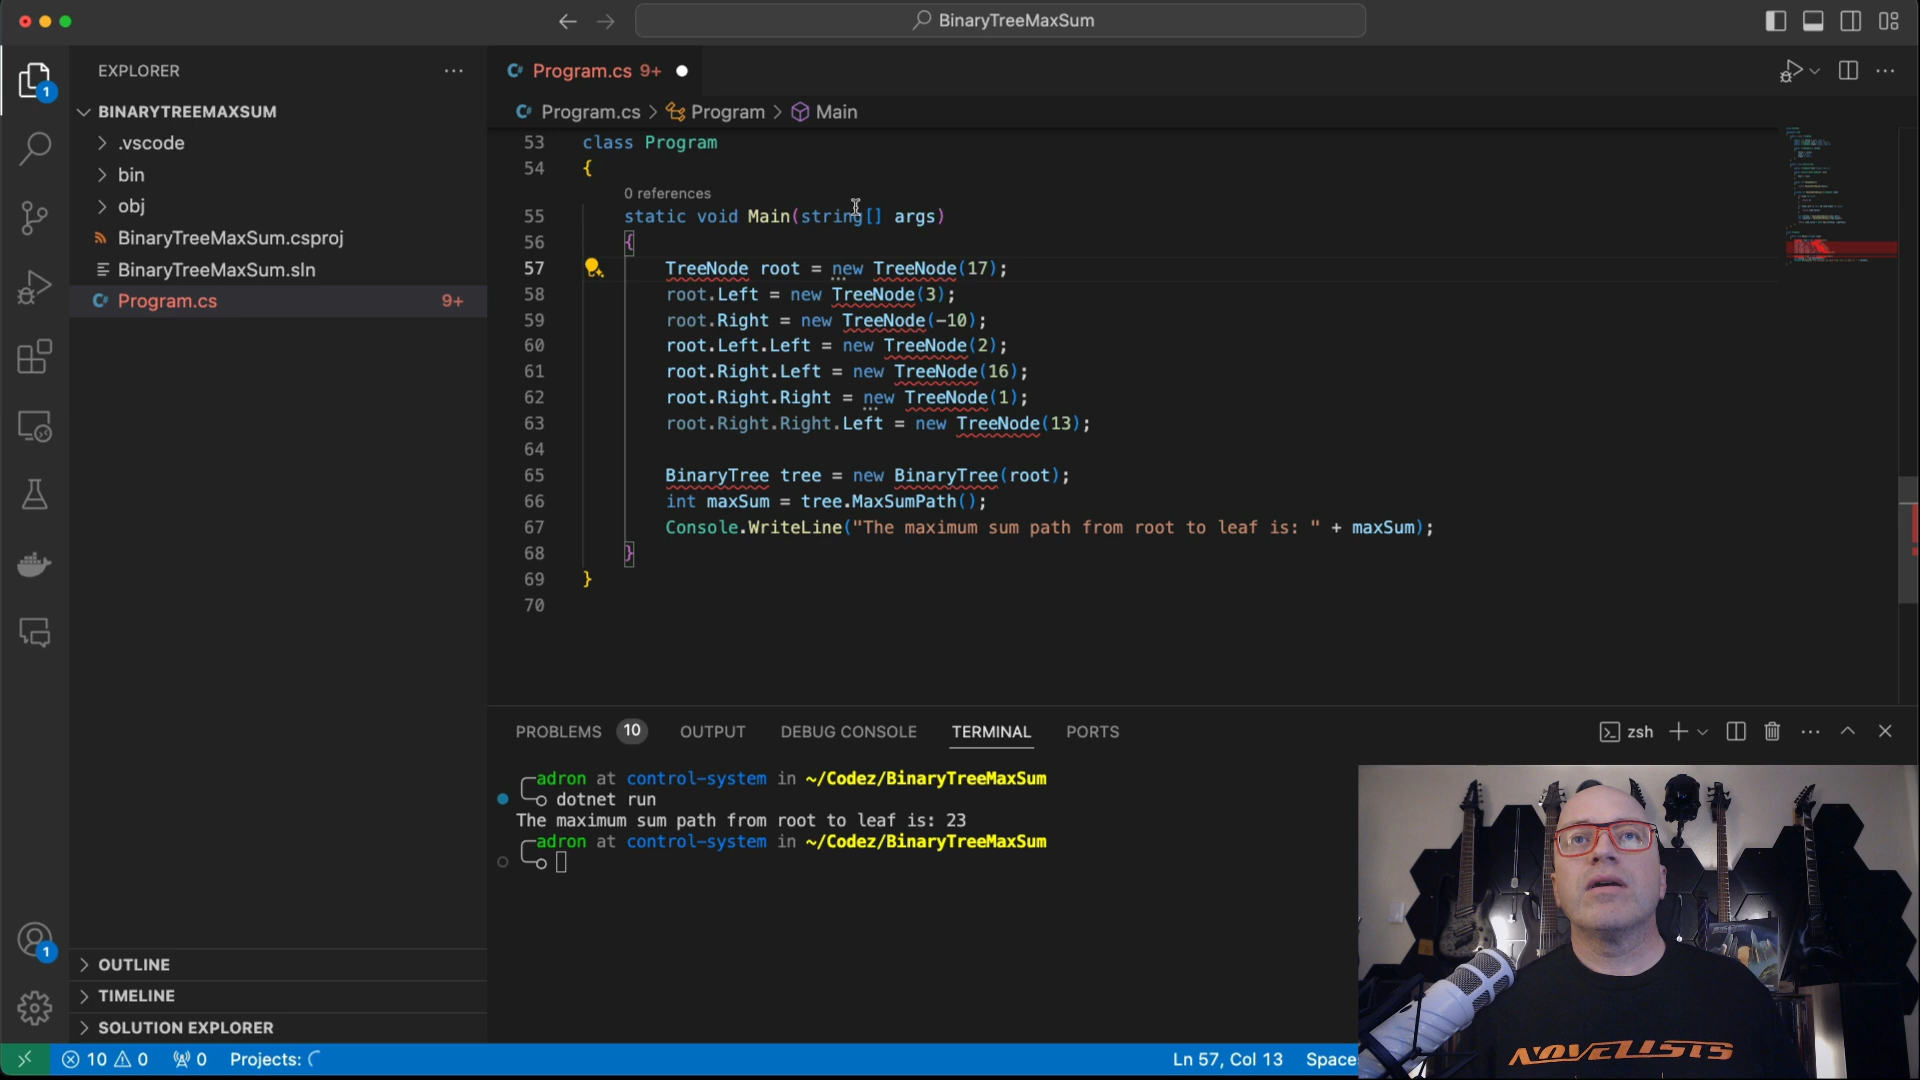 BinaryTreeMaxSum
EXPLORER
1
BINARYTREEMAXSUM
.vscode
bin
obj
BinaryTreeMaxSum.csproj
BinaryTreeMaxSum.sln
C# Program.cs 9+
C# Program.cs 9+
C# Program.cs > Program > Main
53 class Program
54 {
0 references
55 static void Main(string[] args)
56 {
57 TreeNode root = new TreeNode(17);
58 root.Left = new TreeNode(3);
59 root.Right = new TreeNode(-10);
60 root.Left.Left = new TreeNode(2);
61 root.Right.Left = new TreeNode(16);
62 root.Right.Right = new TreeNode(1);
63 root.Right.Right.Left = new TreeNode(13);
64
65 BinaryTree tree = new BinaryTree(root);
66 int maxSum = tree.MaxSumPath();
67 Console.WriteLine("The maximum sum path from root to leaf is: " + maxSum);
68 }
69 }
70
PROBLEMS 10 OUTPUT DEBUG CONSOLE TERMINAL PORTS zsh
adron at control-system in ~/Codez/BinaryTreeMaxSum
dotnet run
The maximum sum path from root to leaf is: 23
adron at control-system in ~/Codez/BinaryTreeMaxSum
1
OUTLINE
TIMELINE
SOLUTION EXPLORER
10 0 0 Projects: Ln 57, Col 13 Space
NOVELISTS